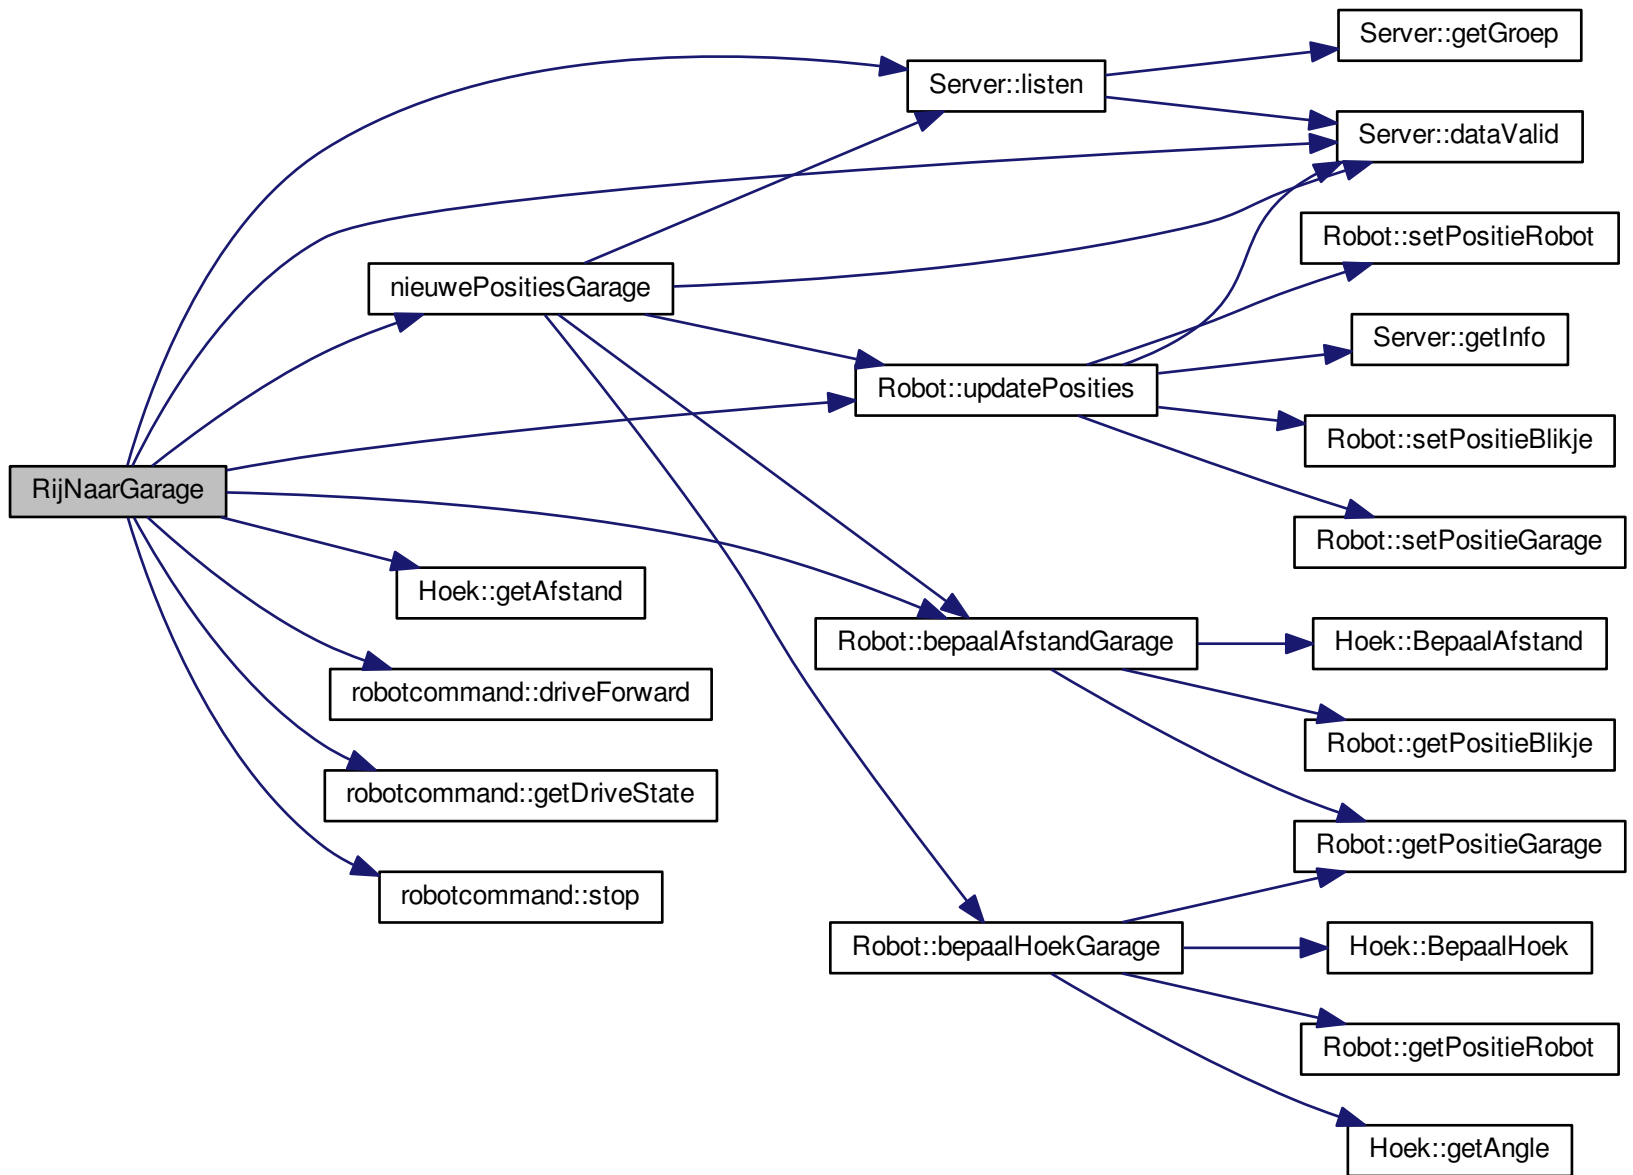 Server::getGroep
Server::listen
Server::dataValid
Robot::setPositieRobot
nieuwePositiesGarage
Server::getInfo
Robot::updatePosities
Robot::setPositieBlikje
RijNaarGarage
Robot::setPositieGarage
Hoek::getAfstand
Robot::bepaalAfstandGarage
Hoek::BepaalAfstand
robotcommand::driveForward
Robot::getPositieBlikje
robotcommand::getDriveState
Robot::getPositieGarage
robotcommand::stop
Robot::bepaalHoekGarage
Hoek::BepaalHoek
Robot::getPositieRobot
Hoek::getAngle